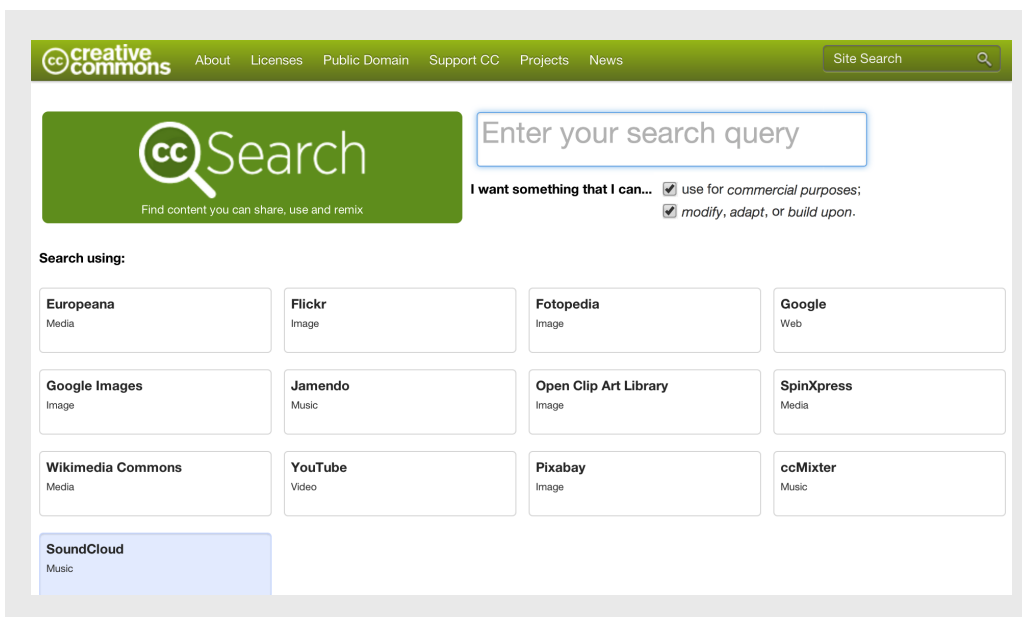 cc creative commons About Licenses Public Domain Support CC Projects News Site Search
cc Search
Find content you can share, use and remix
Enter your search query
I want something that I can... use for commercial purposes;
modify, adapt, or build upon.
Search using:
Europeana
Media
Flickr
Image
Fotopedia
Image
Google
Web
Google Images
Image
Jamendo
Music
Open Clip Art Library
Image
SpinXpress
Media
Wikimedia Commons
Media
YouTube
Video
Pixabay
Image
ccMixter
Music
SoundCloud
Music